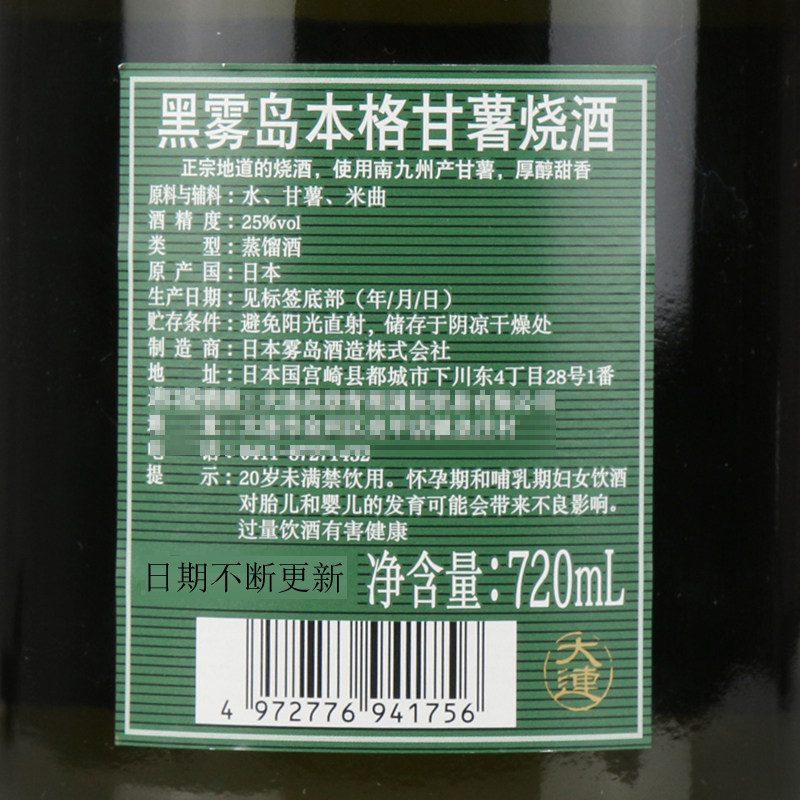 黑雾岛本格甘薯烧酒
正宗地道的烧酒，使用南九州产甘薯，厚醇甜香
原料与辅料：水、甘薯、米曲
酒精度：25%vol
类型：蒸馏酒
原产国：日本
生产日期：见标签底部（年/月/日）
贮存条件：避免阳光直射，储存于阴凉干燥处
制造商：日本雾岛酒造株式会社
地址：日本国宫崎县都城市下川东4丁目28号1番
提示：20岁未满禁饮用。怀孕期和哺乳期妇女饮酒
对胎儿和婴儿的发育可能会带来不良影响。
过量饮酒有害健康
日期不断更新
净含量：720mL
4 972776 941756
大連